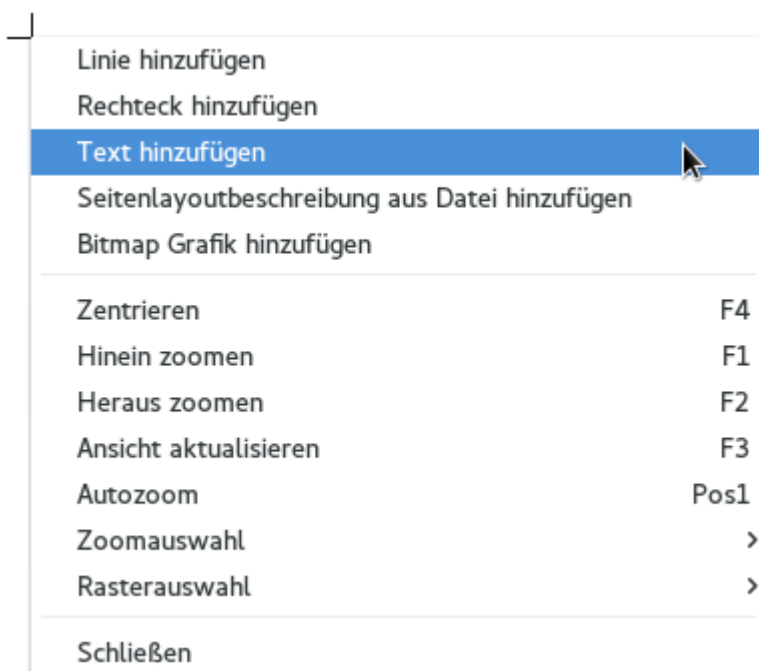 Linie hinzufügen
Rechteck hinzufügen
Text hinzufügen
Seitenlayoutbeschreibung aus Datei hinzufügen
Bitmap Grafik hinzufügen
Zentrieren F4
Hinein zoomen F1
Heraus zoomen F2
Ansicht aktualisieren F3
Autozoom Pos1
Zoomauswahl
Rasterauswahl
Schließen